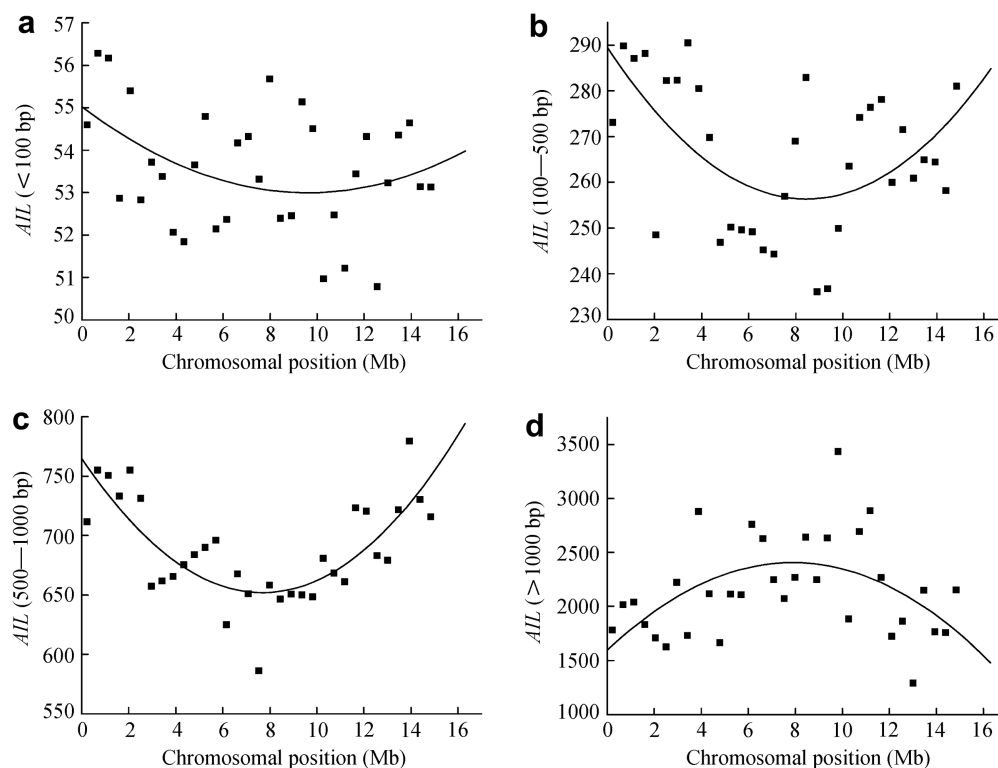 a
57
56
55
54
53
52
51
50
AIL (<100 bp)
0 2 4 6 8 10 12 14 16
Chromosomal position (Mb)
b
290
280
270
260
250
240
230
AIL (100—500 bp)
0 2 4 6 8 10 12 14 16
Chromosomal position (Mb)
c
800
750
700
650
600
550
AIL (500—1000 bp)
0 2 4 6 8 10 12 14 16
Chromosomal position (Mb)
d
3500
3000
2500
2000
1500
1000
AIL (>1000 bp)
0 2 4 6 8 10 12 14 16
Chromosomal position (Mb)